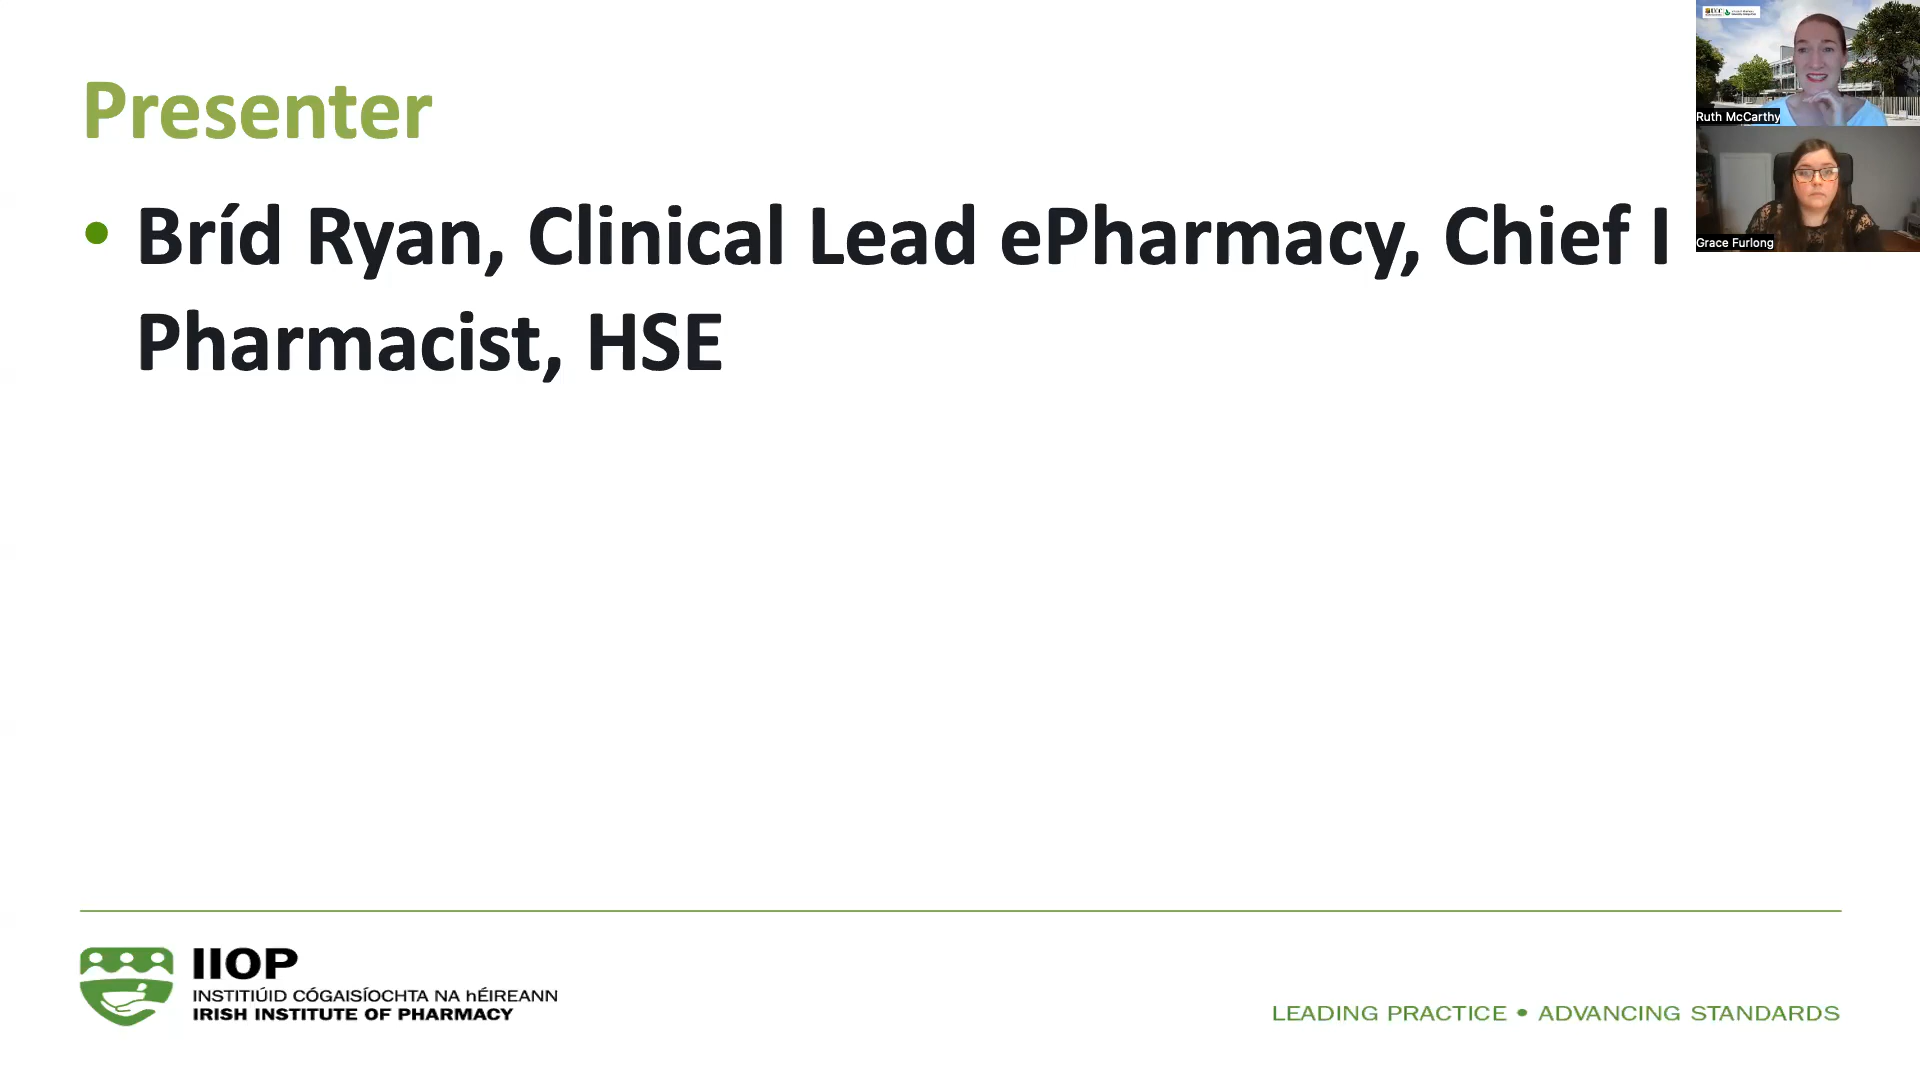 Presenter
• Bríd Ryan, Clinical Lead ePharmacy, Chief I
Pharmacist, HSE
Ruth McCarthy
Grace Furlong
IIOP
INSTITIÚID CÓGAISÍOCHTA NA hÉIREANN
IRISH INSTITUTE OF PHARMACY
LEADING PRACTICE • ADVANCING STANDARDS